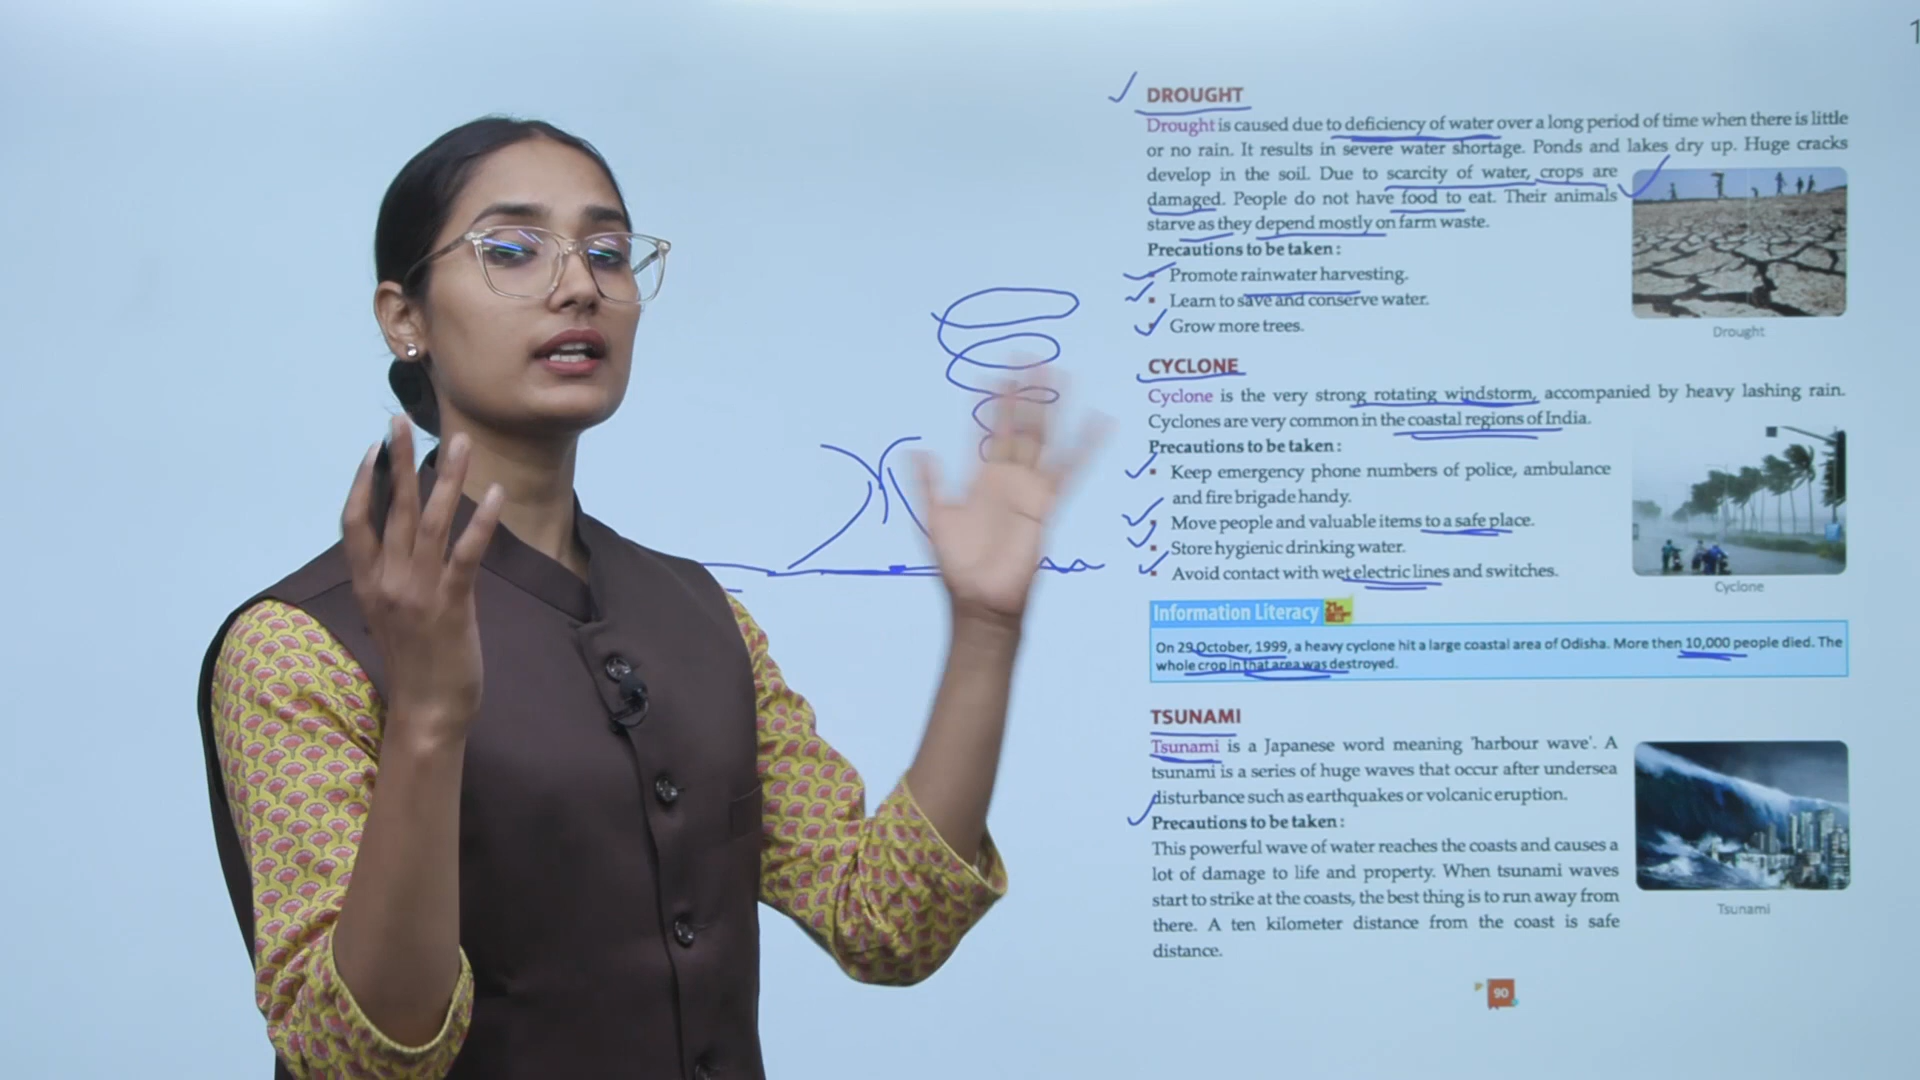 1
DROUGHT
Drought is caused due to deficiency of water over a long period of time when there is little
or no rain. It results in severe water shortage. Ponds and lakes dry up. Huge cracks
develop in the soil. Due to scarcity of water, crops are
damaged. People do not have food to eat. Their animals
starve as they depend mostly on farm waste.
Precautions to be taken :
▪ Promote rainwater harvesting.
▪ Learn to save and conserve water.
▪ Grow more trees.
Drought
CYCLONE
Cyclone is the very strong rotating windstorm, accompanied by heavy lashing rain.
Cyclones are very common in the coastal regions of India.
Precautions to be taken :
▪ Keep emergency phone numbers of police, ambulance
and fire brigade handy.
▪ Move people and valuable items to a safe place.
▪ Store hygienic drinking water.
▪ Avoid contact with wet electric lines and switches.
Cyclone
Information Literacy
On 29 October, 1999, a heavy cyclone hit a large coastal area of Odisha. More then 10,000 people died. The
whole crop in that area was destroyed.
TSUNAMI
Tsunami is a Japanese word meaning 'harbour wave'. A
tsunami is a series of huge waves that occur after undersea
disturbance such as earthquakes or volcanic eruption.
Precautions to be taken :
This powerful wave of water reaches the coasts and causes a
lot of damage to life and property. When tsunami waves
start to strike at the coasts, the best thing is to run away from
there. A ten kilometer distance from the coast is safe
distance.
Tsunami
90